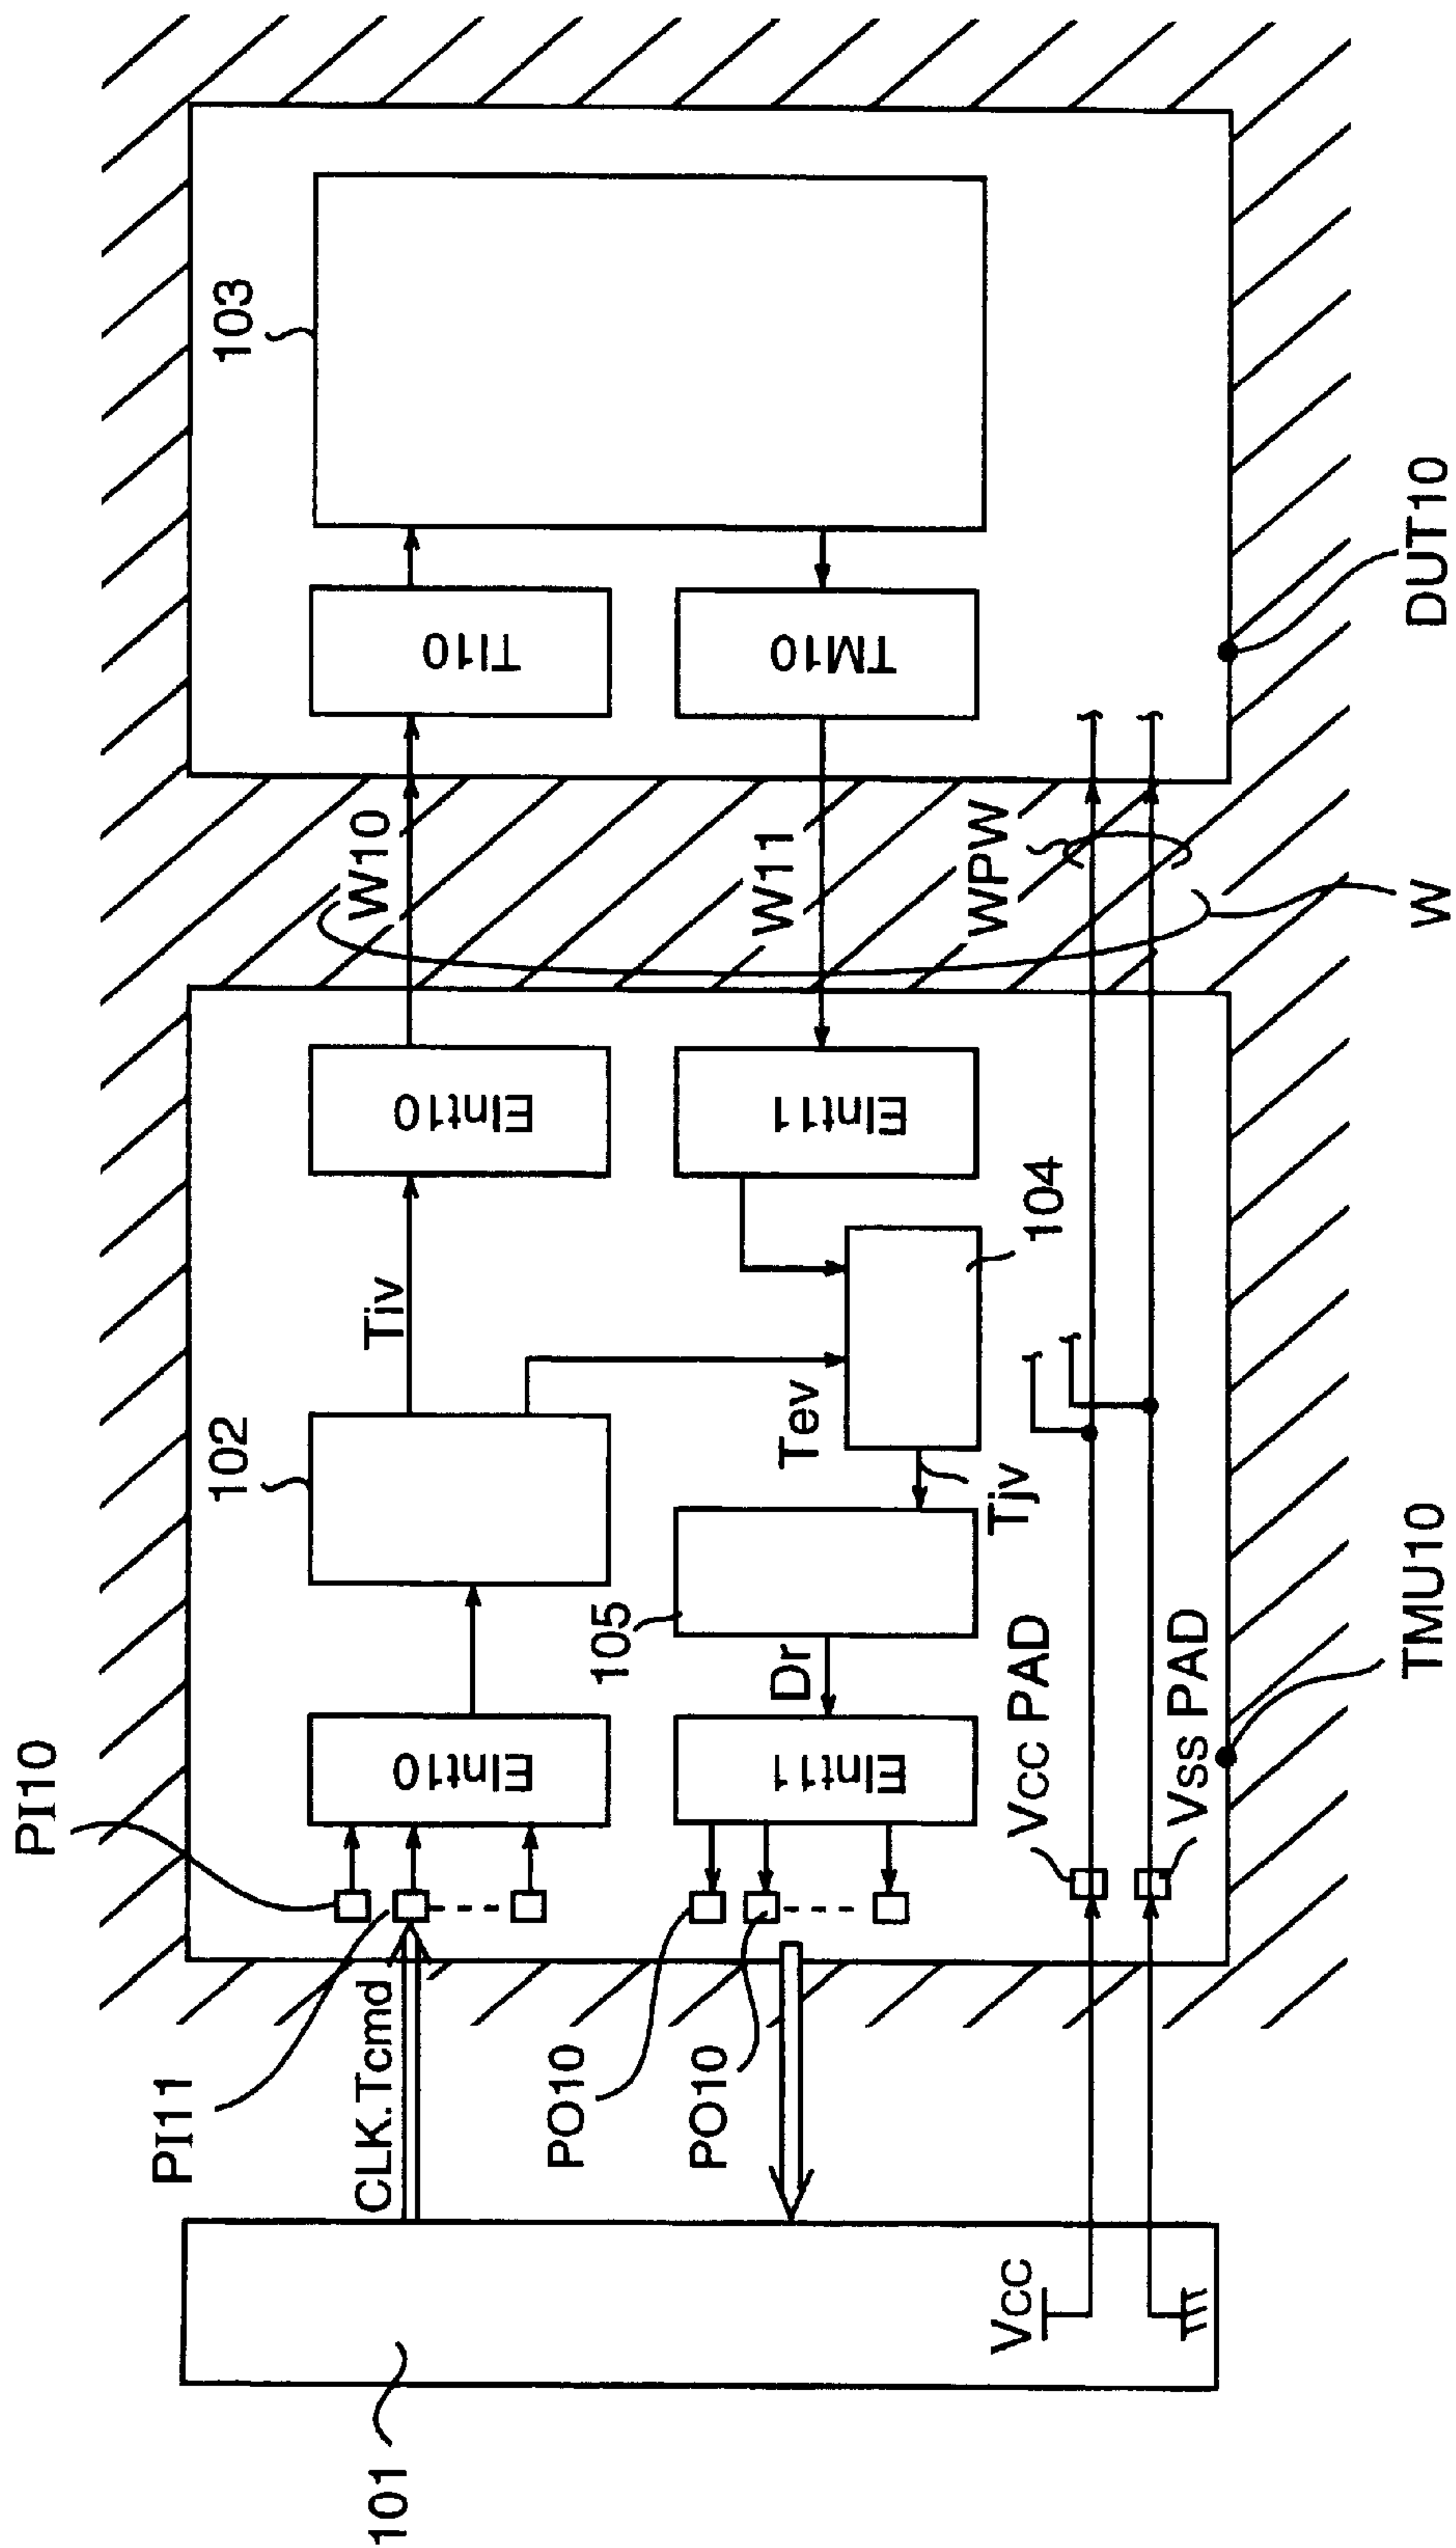 103
TI10
TM10
DUT10
W10
W11
WPW
W
EInt10
EInt11
104
Tiv
Tev
Tjv
102
105
Dr
EInt10
EInt11
VCC PAD
VSS PAD
TMU10
PI10
PI11
CLK.Tcmd
PO10
PO10
VCC
101